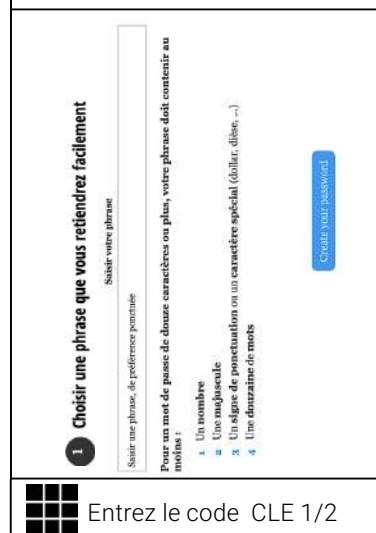 1 Choisir une phrase que vous retiendrez facilement
Saisir votre phrase
Saisir une phrase, de préférence ponctuée
Pour un mot de passe de douze caractères ou plus, votre phrase doit contenir au
moins :
1 Un nombre
2 Une majuscule
3 Un signe de ponctuation ou un caractère spécial (dollar, dièse, ...)
4 Une douzaine de mots
Create your password
Entrez le code CLE 1/2